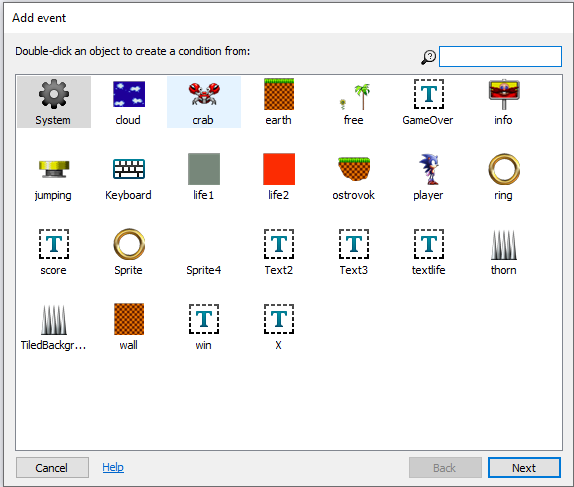 Add event
Double-click an object to create a condition from:
System cloud crab earth free GameOver info
jumping Keyboard life1 life2 ostrovok player ring
score Sprite Sprite4 Text2 Text3 textlife thorn
TiledBackgr... wall win X
Cancel Help Back Next